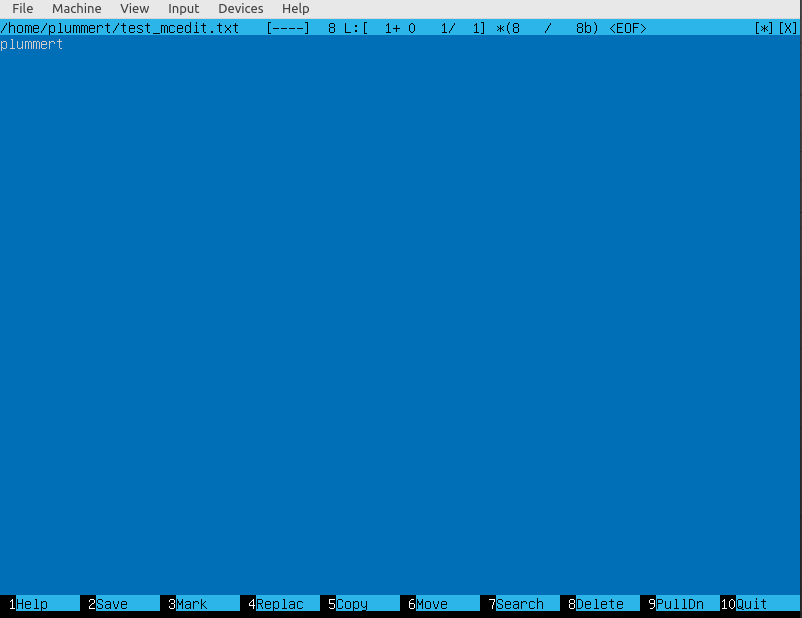 File Machine View Input Devices Help
/home/plummert/test_mcedit.txt [----] 8 L:[ 1+ 0 1/ 1] *(8 / 8b) <EOF> [*][X]
plummert
1Help 2Save 3Mark 4Replac 5Copy 6Move 7Search 8Delete 9PullDn 10Quit